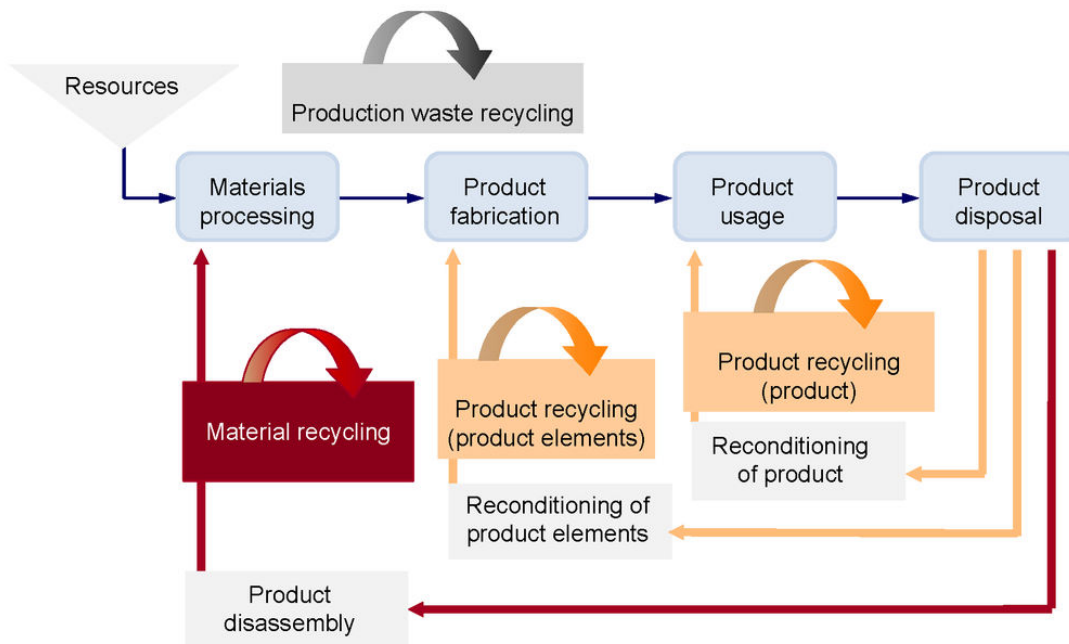 Resources
Production waste recycling
Materials
processing
Product
fabrication
Product
usage
Product
disposal
Material recycling
Product recycling
(product elements)
Product recycling
(product)
Reconditioning
of product
Reconditioning of
product elements
Product
disassembly